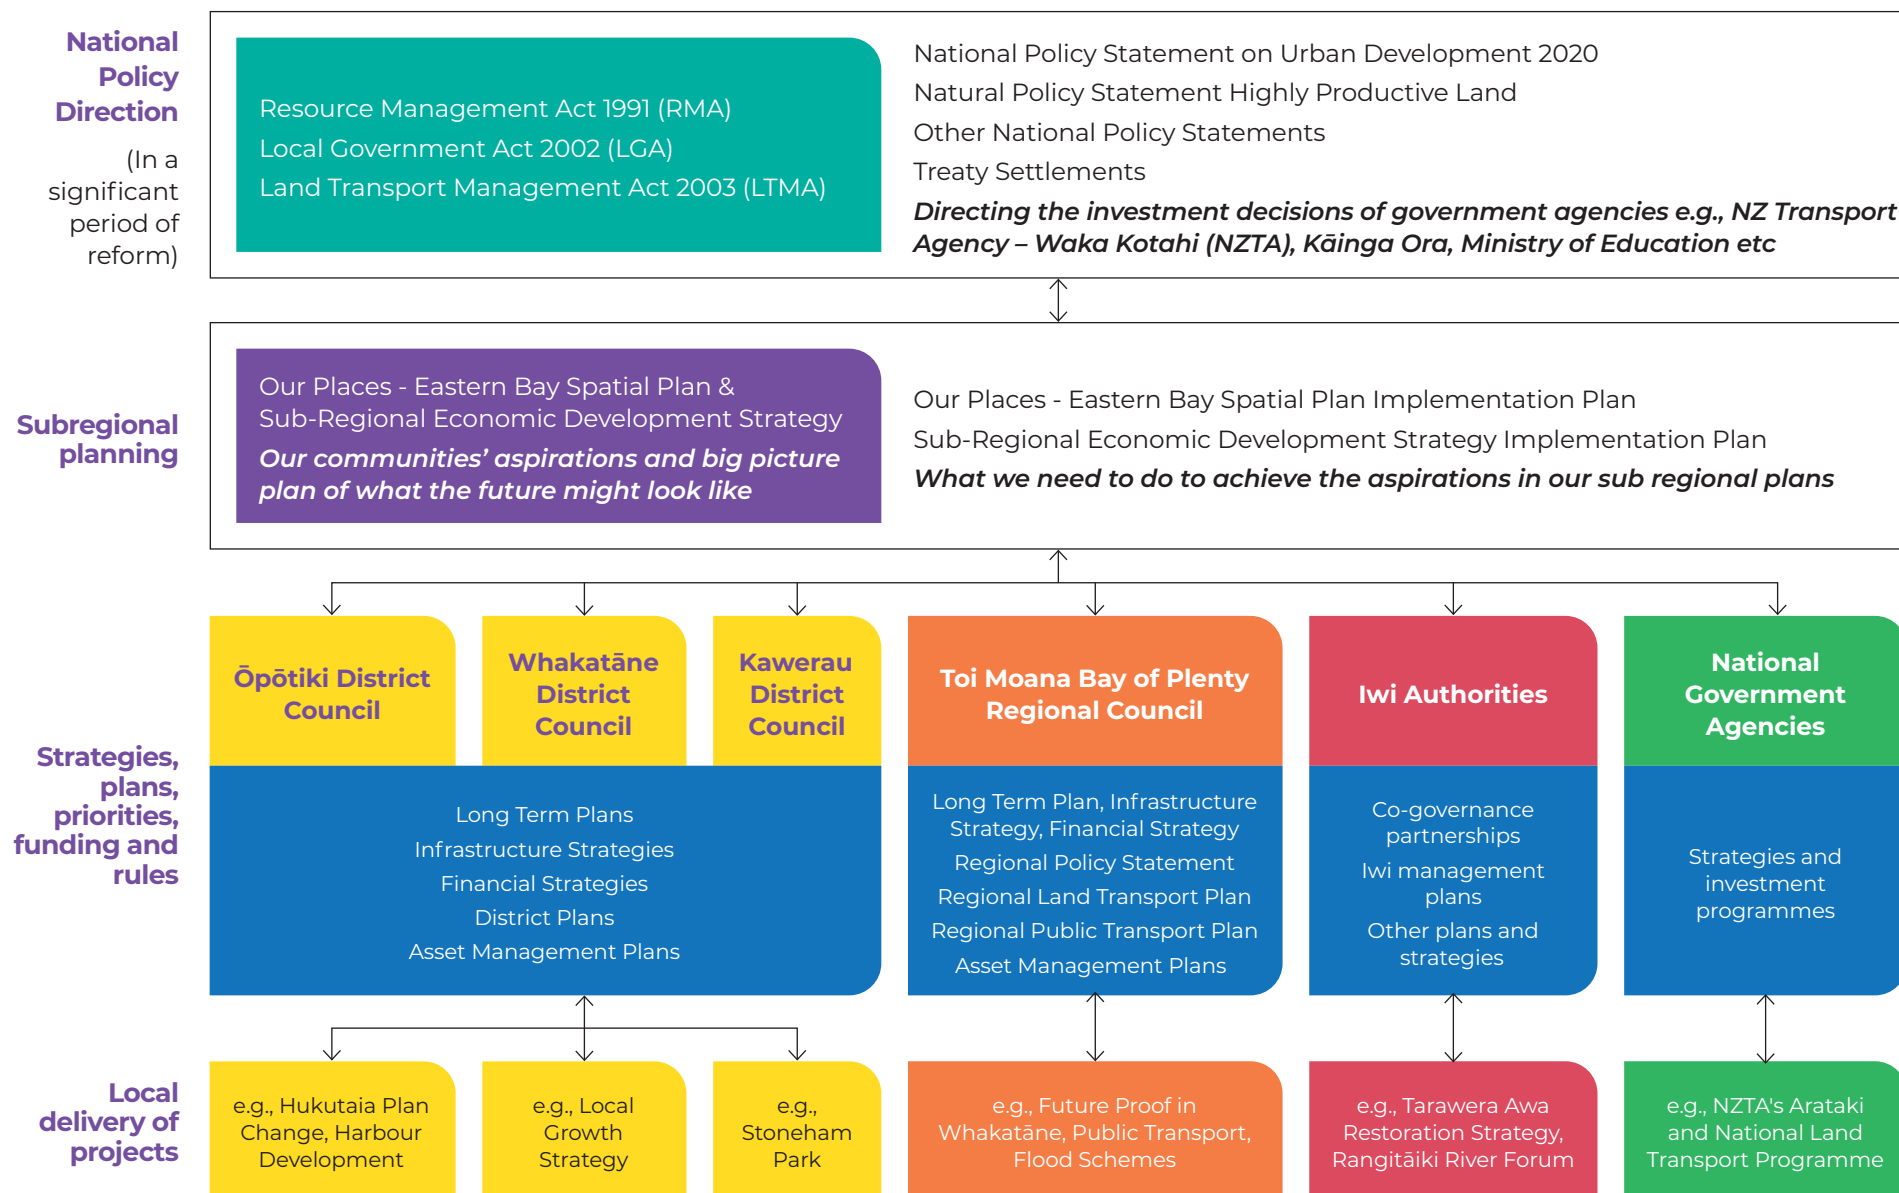 National
Policy
Direction
(In a
significant
period of
reform)
Resource Management Act 1991 (RMA)
Local Government Act 2002 (LGA)
Land Transport Management Act 2003 (LTMA)
National Policy Statement on Urban Development 2020
Natural Policy Statement Highly Productive Land
Other National Policy Statements
Treaty Settlements
Directing the investment decisions of government agencies e.g., NZ Transport
Agency – Waka Kotahi (NZTA), Kāinga Ora, Ministry of Education etc
Subregional
planning
Our Places - Eastern Bay Spatial Plan &
Sub-Regional Economic Development Strategy
Our communities’ aspirations and big picture
plan of what the future might look like
Our Places - Eastern Bay Spatial Plan Implementation Plan
Sub-Regional Economic Development Strategy Implementation Plan
What we need to do to achieve the aspirations in our sub regional plans
Strategies,
plans,
priorities,
funding and
rules
Ōpōtiki District
Council
Whakatāne
District
Council
Kawerau
District
Council
Toi Moana Bay of Plenty
Regional Council
Iwi Authorities
National
Government
Agencies
Long Term Plans
Infrastructure Strategies
Financial Strategies
District Plans
Asset Management Plans
Long Term Plan, Infrastructure
Strategy, Financial Strategy
Regional Policy Statement
Regional Land Transport Plan
Regional Public Transport Plan
Asset Management Plans
Co-governance
partnerships
Iwi management
plans
Other plans and
strategies
Strategies and
investment
programmes
Local
delivery of
projects
e.g., Hukutaia Plan
Change, Harbour
Development
e.g., Local
Growth
Strategy
e.g.,
Stoneham
Park
e.g., Future Proof in
Whakatāne, Public Transport,
Flood Schemes
e.g., Tarawera Awa
Restoration Strategy,
Rangitāiki River Forum
e.g., NZTA's Arataki
and National Land
Transport Programme